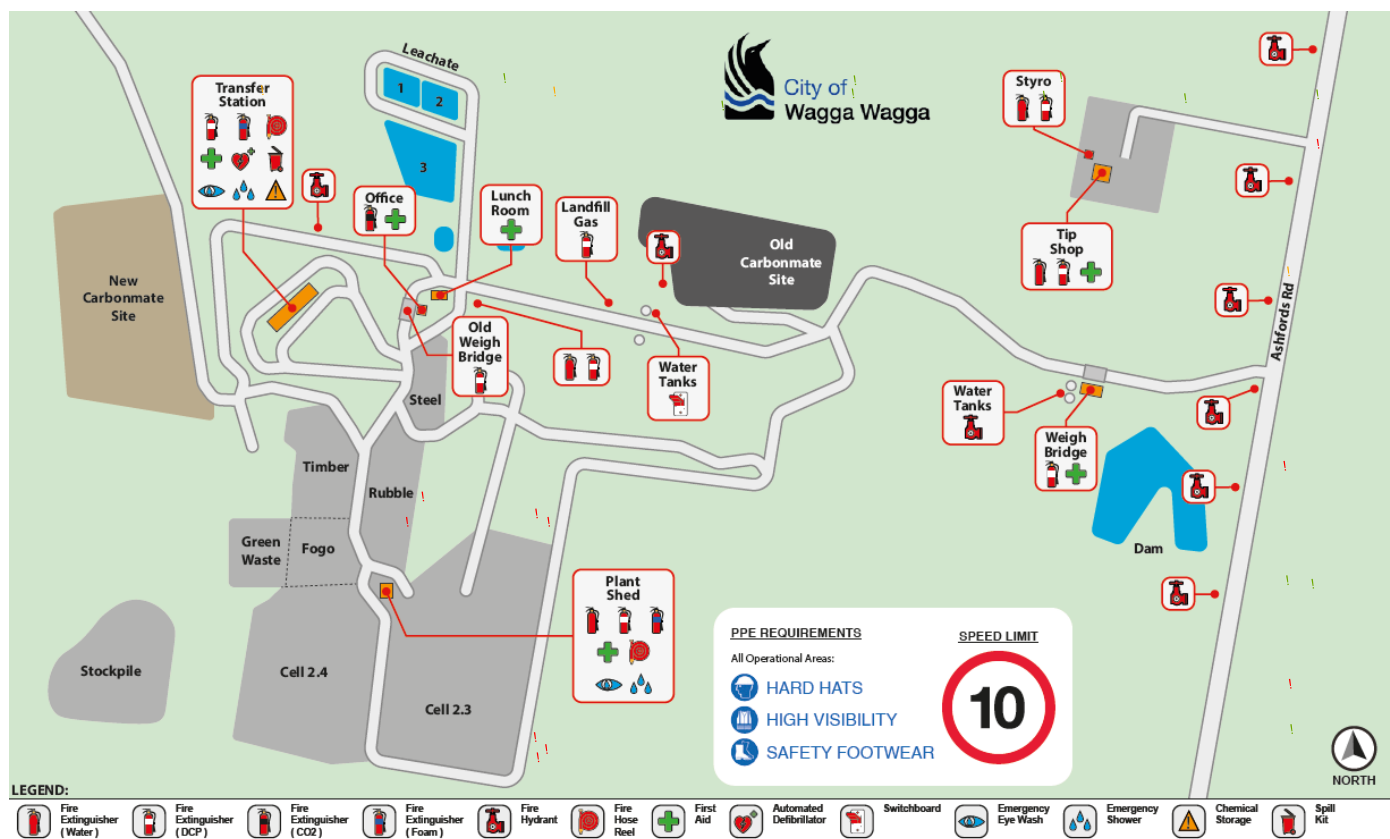 Leachate
1
2
3
Transfer
Station
Office
Lunch
Room
Landfill
Gas
City of
Wagga Wagga
Styro
Tip
Shop
Ashfords Rd
New
Carbonmate
Site
Old
Carbonmate
Site
Old
Weigh
Bridge
Water
Tanks
Water
Tanks
Weigh
Bridge
Dam
Steel
Timber
Rubble
Green
Waste
Fogo
Plant
Shed
Stockpile
Cell 2.4
Cell 2.3
PPE REQUIREMENTS
All Operational Areas:
HARD HATS
HIGH VISIBILITY
SAFETY FOOTWEAR
SPEED LIMIT
10
NORTH
LEGEND:
Fire
Extinguisher
( Water )
Fire
Extinguisher
( DCP )
Fire
Extinguisher
( CO2 )
Fire
Extinguisher
( Foam )
Fire
Hydrant
Fire
Hose
Reel
First
Aid
Automated
Defibrillator
Switchboard
Emergency
Eye Wash
Emergency
Shower
Chemical
Storage
Spill
Kit